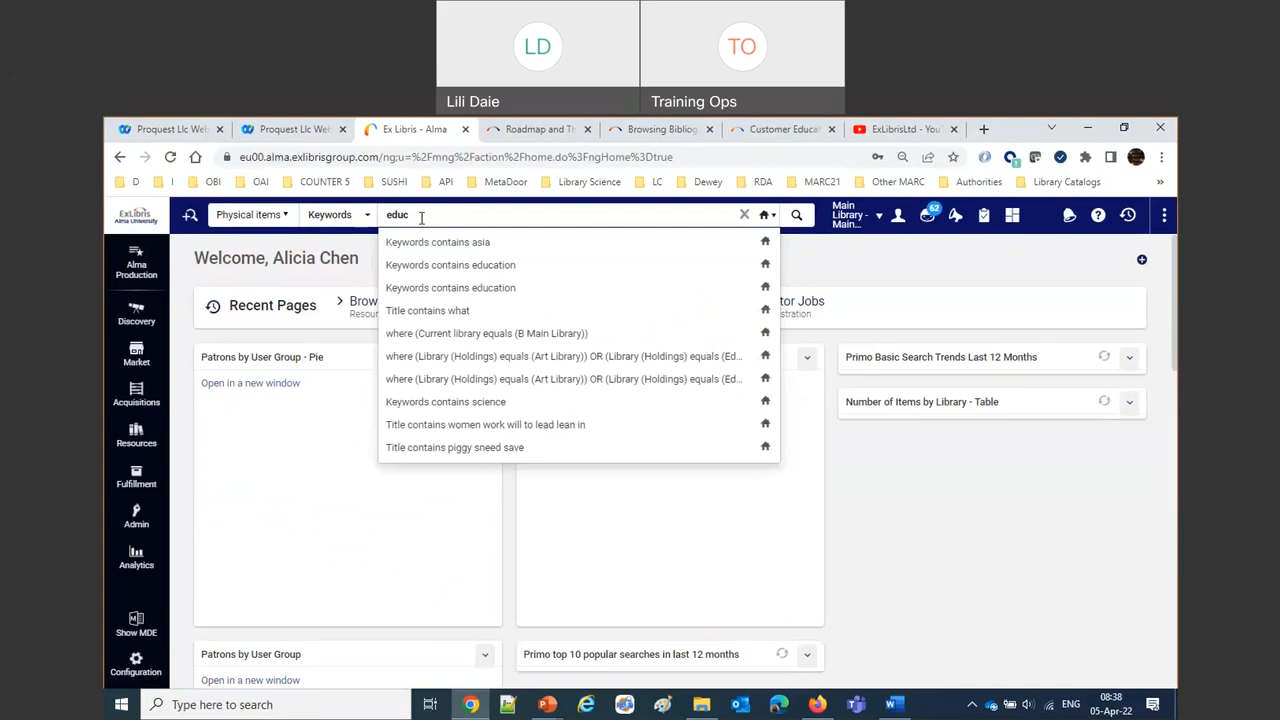 LD
TO
Lili Daie
Training Ops
Proquest Llc Web
Proquest Llc Web
Ex Libris - Alma
Roadmap and Th
Browsing Bibliog
Customer Educat
ExLibrisLtd - You
eu00.alma.exlibrisgroup.com/ng:u=%2Fmng%2Faction%2Fhome.do%3FngHome%3Dtrue
D
I
OBI
OAI
COUNTER 5
SUSHI
API
MetaDoor
Library Science
LC
Dewey
RDA
MARC21
Other MARC
Authorities
Library Catalogs
ExLibris
Alma University
Physical items
Keywords
educ
Main
Library -
Main...
62
Alma
Production
Discovery
Market
Acquisitions
Resources
Fulfillment
Admin
Analytics
Show MDE
Configuration
Welcome, Alicia Chen
Keywords contains asia
Keywords contains education
Keywords contains education
Title contains what
where (Current library equals (B Main Library))
where (Library (Holdings) equals (Art Library)) OR (Library (Holdings) equals (Ed...
where (Library (Holdings) equals (Art Library)) OR (Library (Holdings) equals (Ed...
Keywords contains science
Title contains women work will to lead lean in
Title contains piggy sneed save
Recent Pages
Brow
Resour
tor Jobs
istration
Patrons by User Group - Pie
Open in a new window
Primo Basic Search Trends Last 12 Months
Number of Items by Library - Table
Patrons by User Group
Open in a new window
Primo top 10 popular searches in last 12 months
Type here to search
ENG
08:38
05-Apr-22